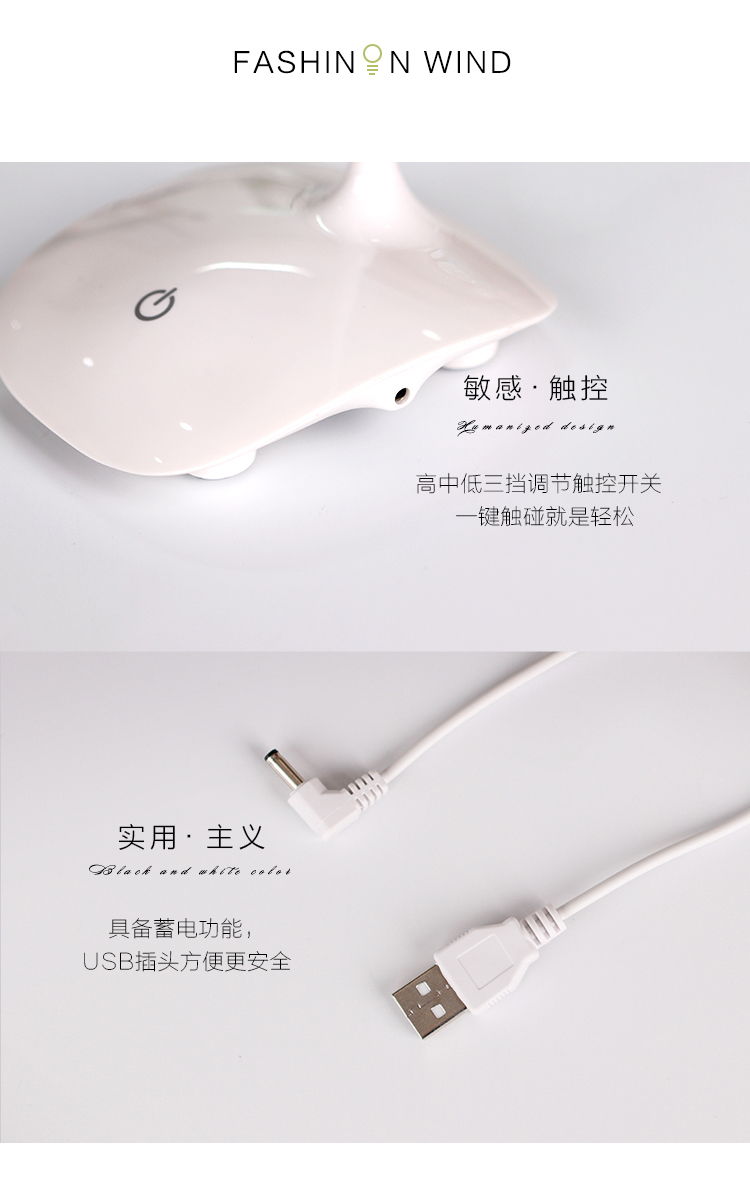 FASHIN N WIND
敏感·触控
Humanized design
高中低三挡调节触控开关
一键触碰就是轻松
实用·主义
Black and white color
具备蓄电功能，
USB插头方便更安全